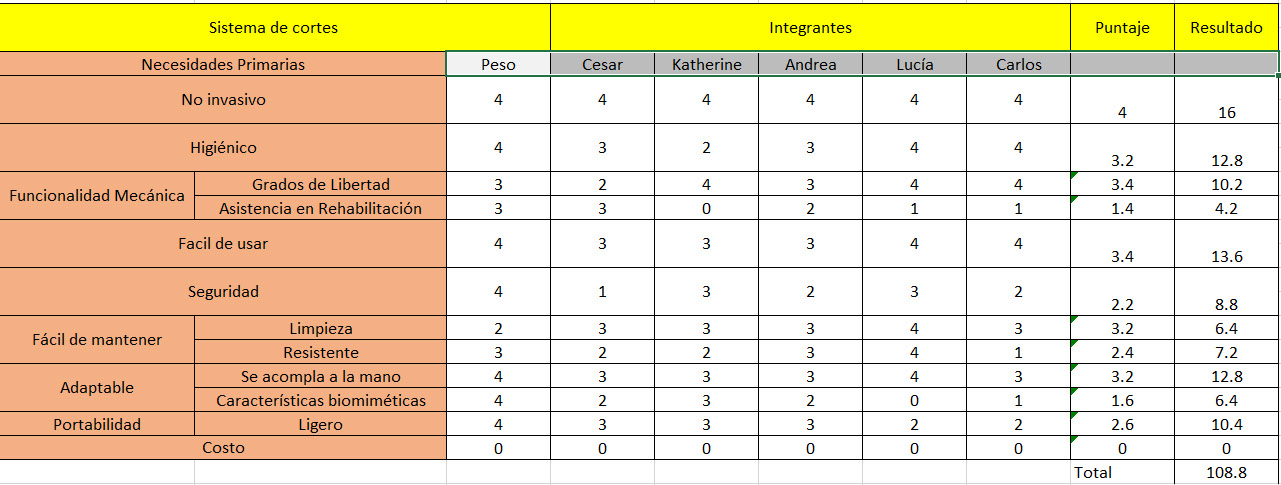 Sistema de cortes Integrantes Puntaje Resultado
Necesidades Primarias Peso Cesar Katherine Andrea Lucía Carlos
No invasivo 4 4 4 4 4 4 4 16
Higiénico 4 3 2 3 4 4 3.2 12.8
Funcionalidad Mecánica
Grados de Libertad 3 2 4 3 4 4 3.4 10.2
Asistencia en Rehabilitación 3 3 0 2 1 1 1.4 4.2
Facil de usar 4 3 3 3 4 4 3.4 13.6
Seguridad 4 1 3 2 3 2 2.2 8.8
Fácil de mantener
Limpieza 2 3 3 3 4 3 3.2 6.4
Resistente 3 2 2 3 4 1 2.4 7.2
Adaptable
Se acompla a la mano 4 3 3 3 4 3 3.2 12.8
Características biomiméticas 4 2 3 2 0 1 1.6 6.4
Portabilidad Ligero 4 3 3 3 2 2 2.6 10.4
Costo 0 0 0 0 0 0 0 0
Total 108.8